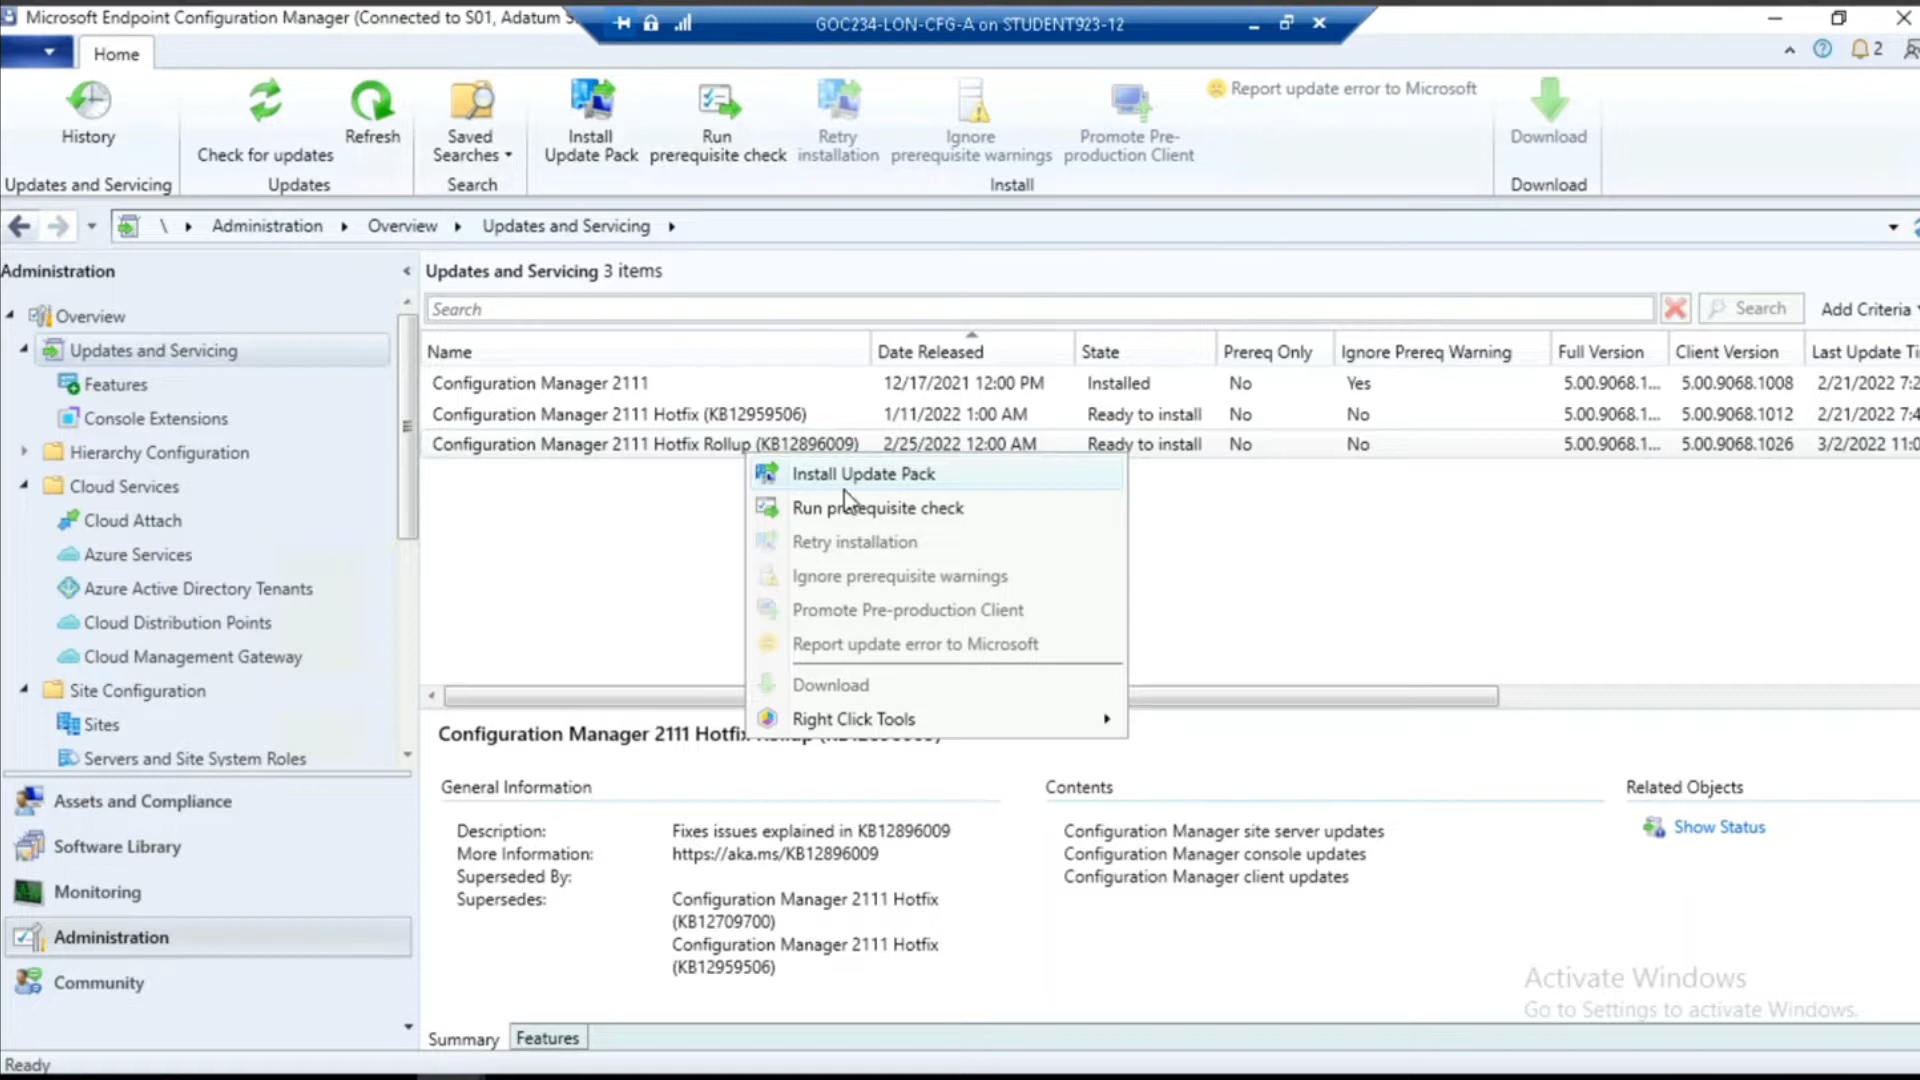 Microsoft Endpoint Configuration Manager (Connected to S01, Adatum S
GOC234-LON-CFG-A on STUDENT923-12
Home
2
History
Check for updates
Refresh
Saved Searches
Install Update Pack
Run prerequisite check
Retry installation
Ignore prerequisite warnings
Promote Pre-production Client
Report update error to Microsoft
Download
Updates and Servicing
Updates
Search
Install
Download
\ Administration Overview Updates and Servicing
Administration
Overview
Updates and Servicing
Features
Console Extensions
Hierarchy Configuration
Cloud Services
Cloud Attach
Azure Services
Azure Active Directory Tenants
Cloud Distribution Points
Cloud Management Gateway
Site Configuration
Sites
Servers and Site System Roles
Assets and Compliance
Software Library
Monitoring
Administration
Community
Updates and Servicing 3 items
Search
Search
Add Criteria
Name Date Released State Prereq Only Ignore Prereq Warning Full Version Client Version Last Update Ti
Configuration Manager 2111 12/17/2021 12:00 PM Installed No Yes 5.00.9068.1... 5.00.9068.1008 2/21/2022 7:2
Configuration Manager 2111 Hotfix (KB12959506) 1/11/2022 1:00 AM Ready to install No No 5.00.9068.1... 5.00.9068.1012 2/21/2022 7:4
Configuration Manager 2111 Hotfix Rollup (KB12896009) 2/25/2022 12:00 AM Ready to install No No 5.00.9068.1... 5.00.9068.1026 3/2/2022 11:0
Install Update Pack
Run prerequisite check
Retry installation
Ignore prerequisite warnings
Promote Pre-production Client
Report update error to Microsoft
Download
Right Click Tools
Configuration Manager 2111 Hotfix Rollup (KB12896009)
General Information
Description: Fixes issues explained in KB12896009
More Information: https://aka.ms/KB12896009
Superseded By:
Supersedes: Configuration Manager 2111 Hotfix
(KB12709700)
Configuration Manager 2111 Hotfix
(KB12959506)
Contents
Configuration Manager site server updates
Configuration Manager console updates
Configuration Manager client updates
Related Objects
Show Status
Activate Windows
Go to Settings to activate Windows.
Summary Features
Ready